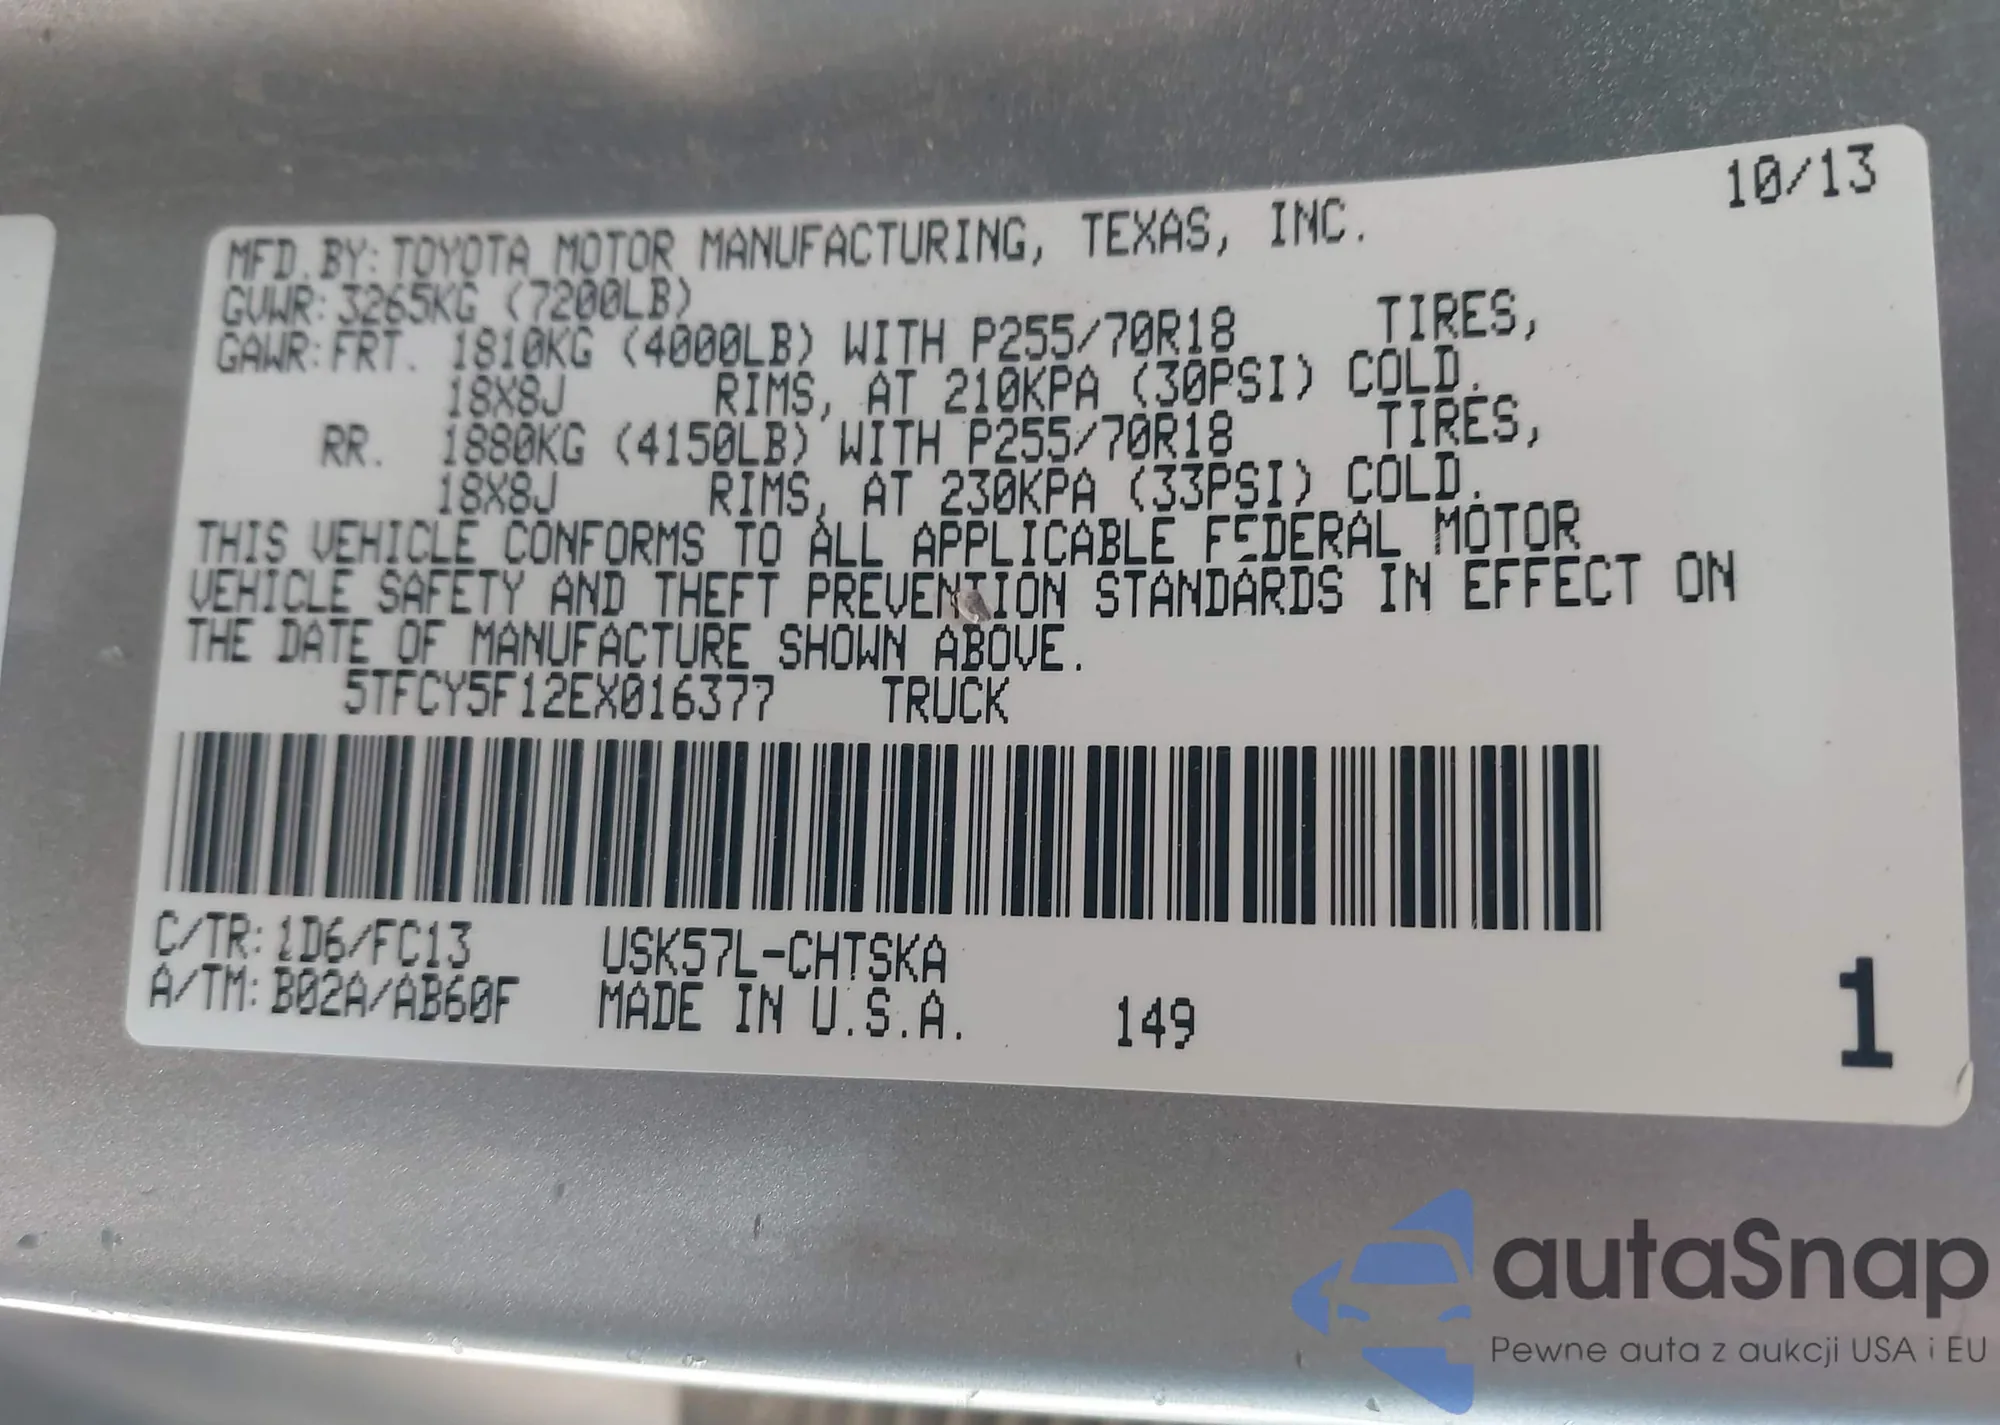 10/13
MFD. BY: TOYOTA MOTOR MANUFACTURING, TEXAS, INC.
GVWR: 3265KG (7200LB)
GAWR: FRT. 1810KG (4000LB) WITH P255/70R18 TIRES,
18X8J RIMS, AT 210KPA (30PSI) COLD.
RR. 1880KG (4150LB) WITH P255/70R18 TIRES,
18X8J RIMS, AT 230KPA (33PSI) COLD.
THIS VEHICLE CONFORMS TO ALL APPLICABLE FEDERAL MOTOR
VEHICLE SAFETY AND THEFT PREVENTION STANDARDS IN EFFECT ON
THE DATE OF MANUFACTURE SHOWN ABOVE.
5TFCY5F12EX016377 TRUCK
C/TR: 1D6/FC13 USK57L-CHTSKA
A/TM: B02A/AB60F MADE IN U.S.A. 149
1
autaSnap
Pewne auta z aukcji USA i EU